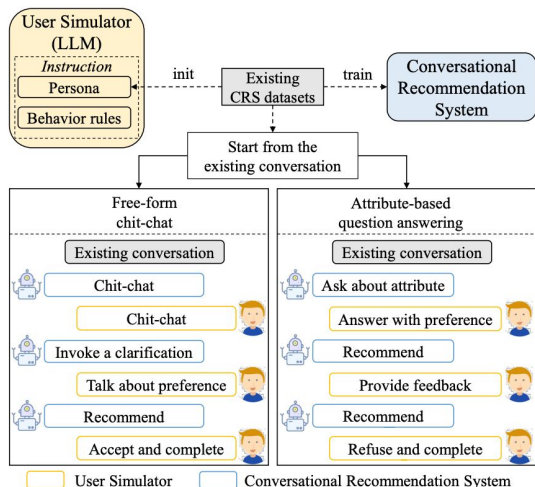 User Simulator
(LLM)
Instruction
Persona
Behavior rules
init
Existing
CRS datasets
train
Conversational
Recommendation
System
Start from the
existing conversation
Free-form
chit-chat
Existing conversation
Chit-chat
Chit-chat
Invoke a clarification
Talk about preference
Recommend
Accept and complete
Attribute-based
question answering
Existing conversation
Ask about attribute
Answer with preference
Recommend
Provide feedback
Recommend
Refuse and complete
User Simulator
Conversational Recommendation System